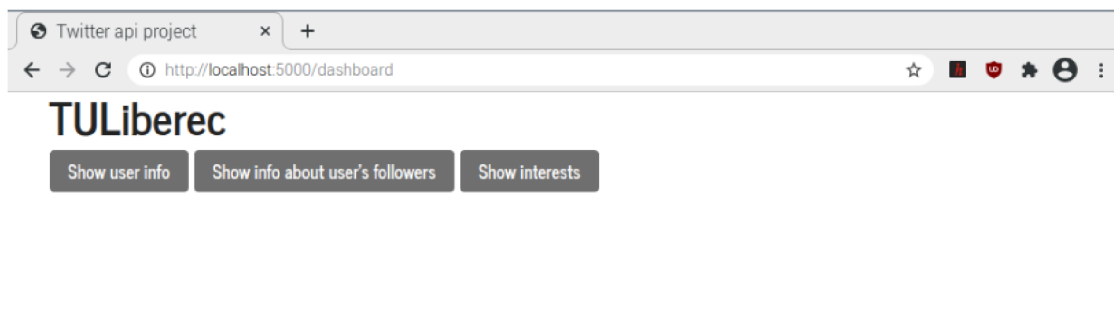 Twitter api project
http://localhost:5000/dashboard
TULiberec
Show user info Show info about user's followers Show interests